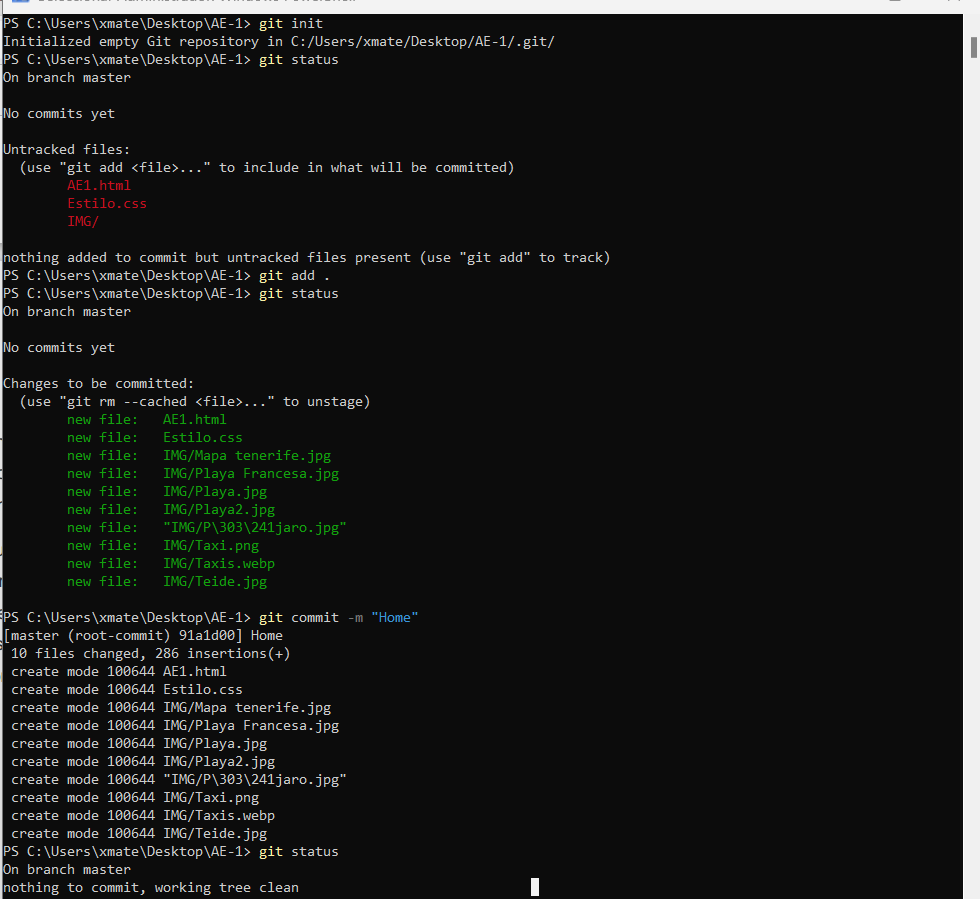 PS C:\Users\xmate\Desktop\AE-1> git init
Initialized empty Git repository in C:/Users/xmate/Desktop/AE-1/.git/
PS C:\Users\xmate\Desktop\AE-1> git status
On branch master

No commits yet

Untracked files:
  (use "git add <file>..." to include in what will be committed)
        AE1.html
        Estilo.css
        IMG/

nothing added to commit but untracked files present (use "git add" to track)
PS C:\Users\xmate\Desktop\AE-1> git add .
PS C:\Users\xmate\Desktop\AE-1> git status
On branch master

No commits yet

Changes to be committed:
  (use "git rm --cached <file>..." to unstage)
        new file:   AE1.html
        new file:   Estilo.css
        new file:   IMG/Mapa tenerife.jpg
        new file:   IMG/Playa Francesa.jpg
        new file:   IMG/Playa.jpg
        new file:   IMG/Playa2.jpg
        new file:   "IMG/P\303\241jaro.jpg"
        new file:   IMG/Taxi.png
        new file:   IMG/Taxis.webp
        new file:   IMG/Teide.jpg

PS C:\Users\xmate\Desktop\AE-1> git commit -m "Home"
[master (root-commit) 91a1d00] Home
 10 files changed, 286 insertions(+)
 create mode 100644 AE1.html
 create mode 100644 Estilo.css
 create mode 100644 IMG/Mapa tenerife.jpg
 create mode 100644 IMG/Playa Francesa.jpg
 create mode 100644 IMG/Playa.jpg
 create mode 100644 IMG/Playa2.jpg
 create mode 100644 "IMG/P\303\241jaro.jpg"
 create mode 100644 IMG/Taxi.png
 create mode 100644 IMG/Taxis.webp
 create mode 100644 IMG/Teide.jpg
PS C:\Users\xmate\Desktop\AE-1> git status
On branch master
nothing to commit, working tree clean